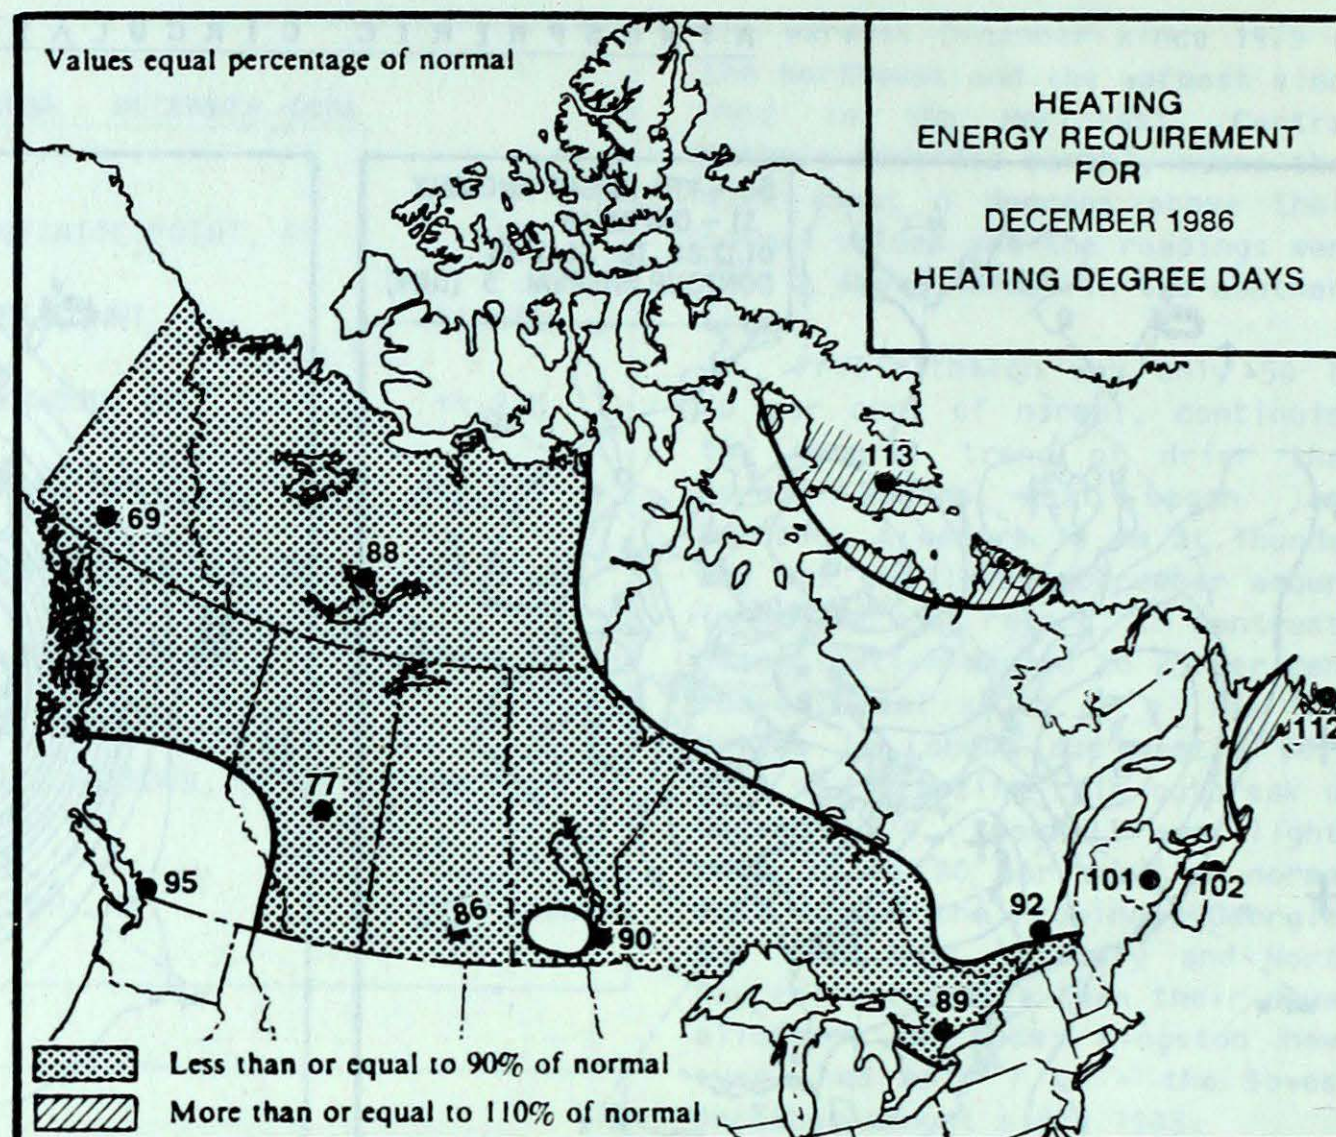 Values equal percentage of normal
HEATING
ENERGY REQUIREMENT
FOR
DECEMBER 1986
HEATING DEGREE DAYS
113
69
88
112
77
95
86
90
92
101
102
89
Less than or equal to 90% of normal
More than or equal to 110% of normal